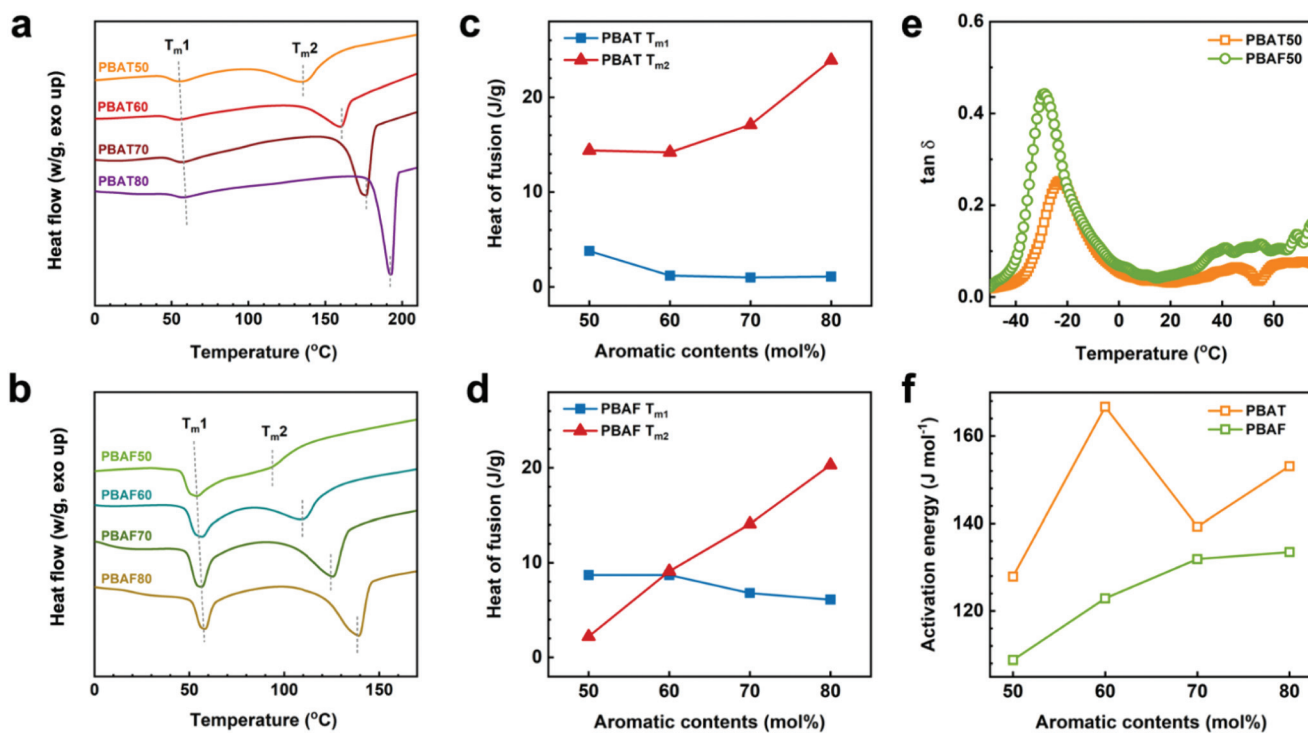 a
Tm1
Tm2
PBAT50
PBAT60
PBAT70
PBAT80
Heat flow (w/g, exo up)
0 50 100 150 200
Temperature (°C)
c
PBAT Tm1
PBAT Tm2
Heat of fusion (J/g)
20
10
0
50 60 70 80
Aromatic contents (mol%)
e
PBAT50
PBAF50
tan δ
0.6
0.4
0.2
0.0
-40 -20 0 20 40 60
Temperature (°C)
b
Tm1
Tm2
PBAF50
PBAF60
PBAF70
PBAF80
Heat flow (w/g, exo up)
0 50 100 150
Temperature (°C)
d
PBAF Tm1
PBAF Tm2
Heat of fusion (J/g)
20
10
0
50 60 70 80
Aromatic contents (mol%)
f
PBAT
PBAF
Activation energy (J mol-1)
160
140
120
50 60 70 80
Aromatic contents (mol%)